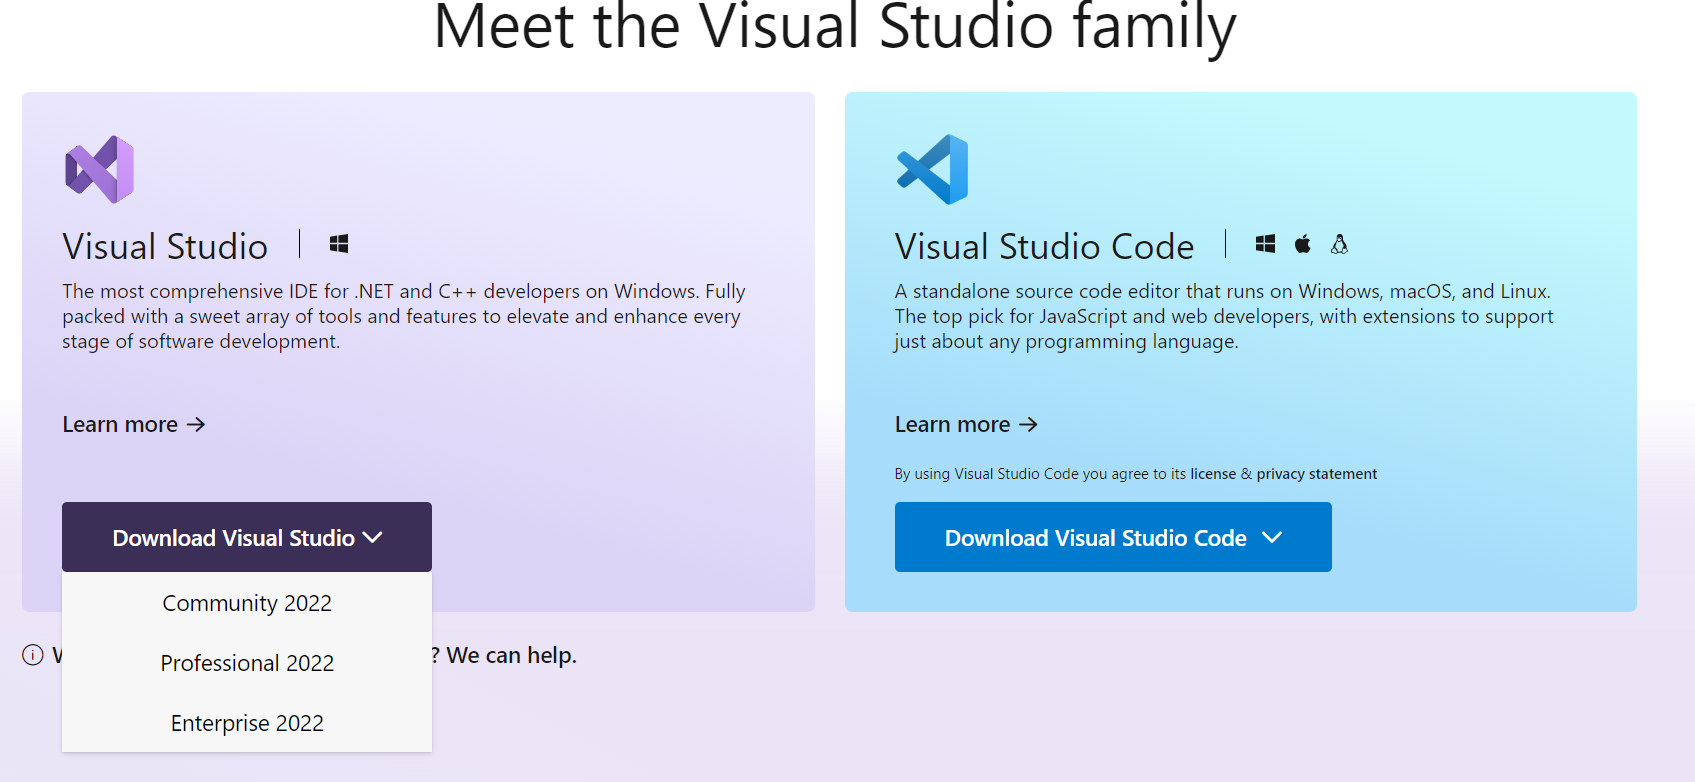 Meet the Visual Studio family
Visual Studio
The most comprehensive IDE for .NET and C++ developers on Windows. Fully
packed with a sweet array of tools and features to elevate and enhance every
stage of software development.
Learn more →
Download Visual Studio
Community 2022
Professional 2022
Enterprise 2022
? We can help.
Visual Studio Code
A standalone source code editor that runs on Windows, macOS, and Linux.
The top pick for JavaScript and web developers, with extensions to support
just about any programming language.
Learn more →
By using Visual Studio Code you agree to its license & privacy statement
Download Visual Studio Code